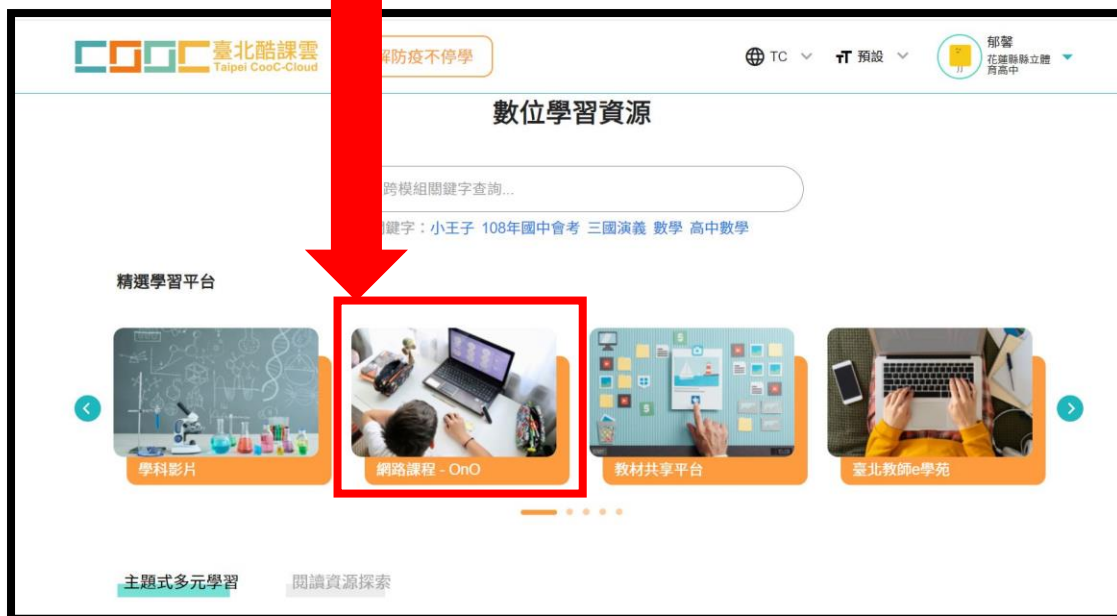 COOC 臺北酷課雲
Taipei CooC-Cloud
解防疫不停學
TC
預設
郁馨
花蓮縣縣立體
育高中
數位學習資源
跨模組關鍵字查詢...
鍵字：小王子 108年國中會考 三國演義 數學 高中數學
精選學習平台
學科影片
網路課程 - OnO
教材共享平台
臺北教師e學苑
主題式多元學習
閱讀資源探索